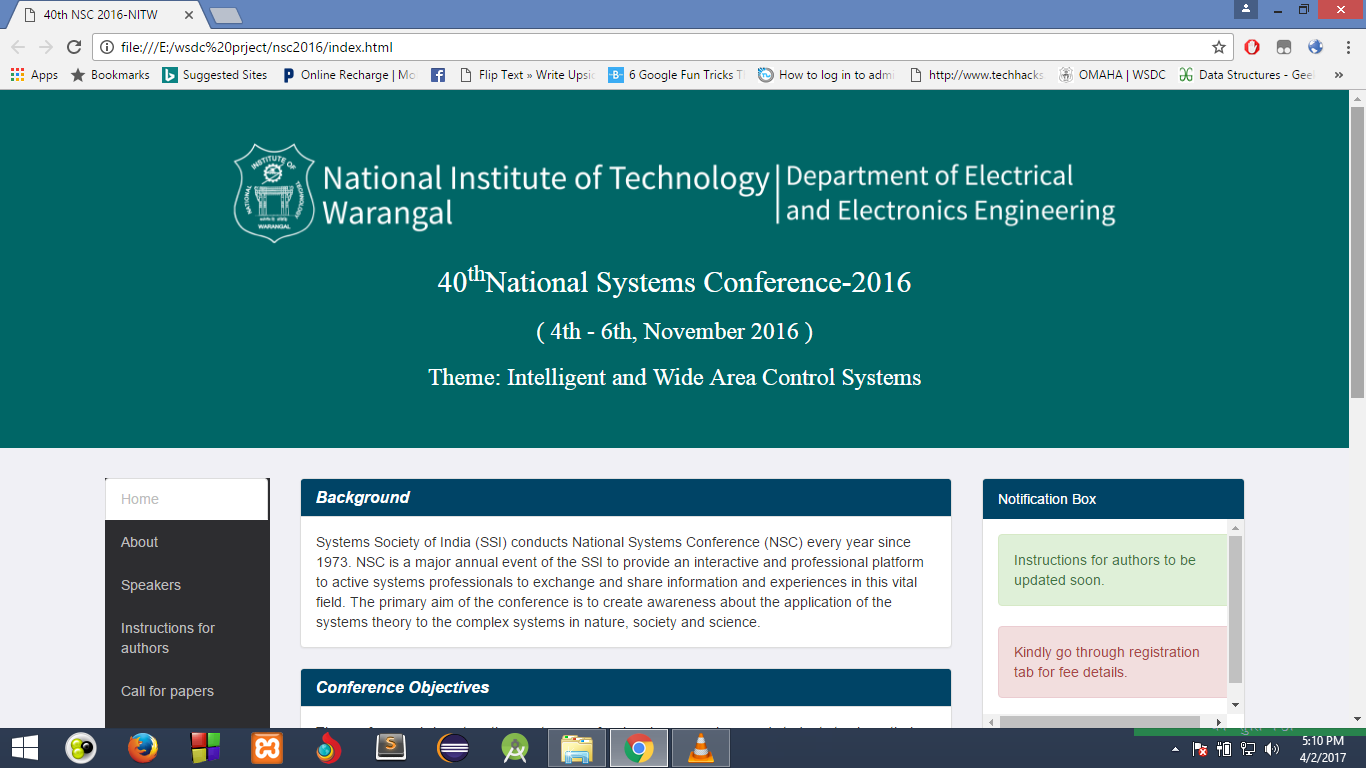 40th NSC 2016-NITW
file:///E:/wsdc%20prject/nsc2016/index.html
Apps Bookmarks Suggested Sites Online Recharge | Mo Flip Text » Write Upsi 6 Google Fun Tricks T How to log in to admi http://www.techhacks OMAHA | WSDC Data Structures - Gee »
INSTITUTE OF
NATIONAL
TECHNOLOGY
WARANGAL
National Institute of Technology
Warangal
Department of Electrical
and Electronics Engineering
40thNational Systems Conference-2016
( 4th - 6th, November 2016 )
Theme: Intelligent and Wide Area Control Systems
Home
About
Speakers
Instructions for
authors
Call for papers
Background
Systems Society of India (SSI) conducts National Systems Conference (NSC) every year since
1973. NSC is a major annual event of the SSI to provide an interactive and professional platform
to active systems professionals to exchange and share information and experiences in this vital
field. The primary aim of the conference is to create awareness about the application of the
systems theory to the complex systems in nature, society and science.
Conference Objectives
Notification Box
Instructions for authors to be
updated soon.
Kindly go through registration
tab for fee details.
5:10 PM
4/2/2017